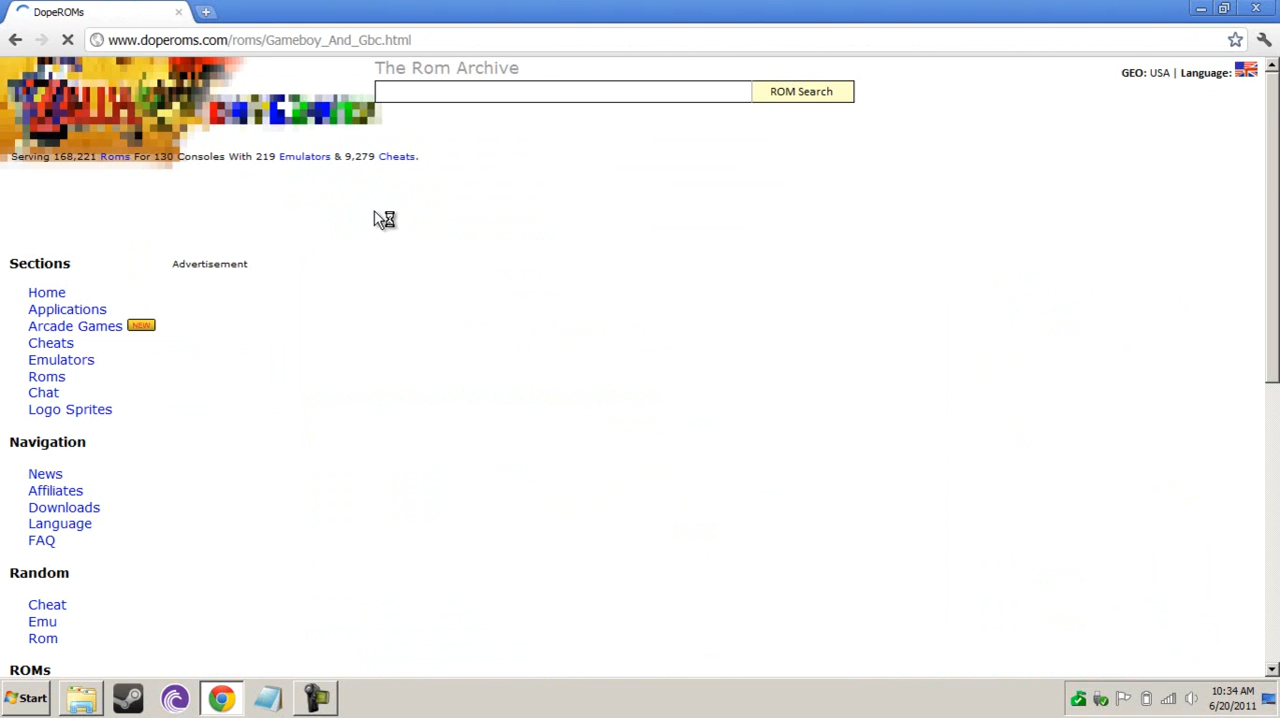 DopeROMs
www.doperoms.com/roms/Gameboy_And_Gbc.html
The Rom Archive
ROM Search
GEO: USA | Language:
Serving 168,221 Roms For 130 Consoles With 219 Emulators & 9,279 Cheats.
Sections
Advertisement
Home
Applications
Arcade Games NEW
Cheats
Emulators
Roms
Chat
Logo Sprites
Navigation
News
Affiliates
Downloads
Language
FAQ
Random
Cheat
Emu
Rom
ROMs
Start
10:34 AM
6/20/2011